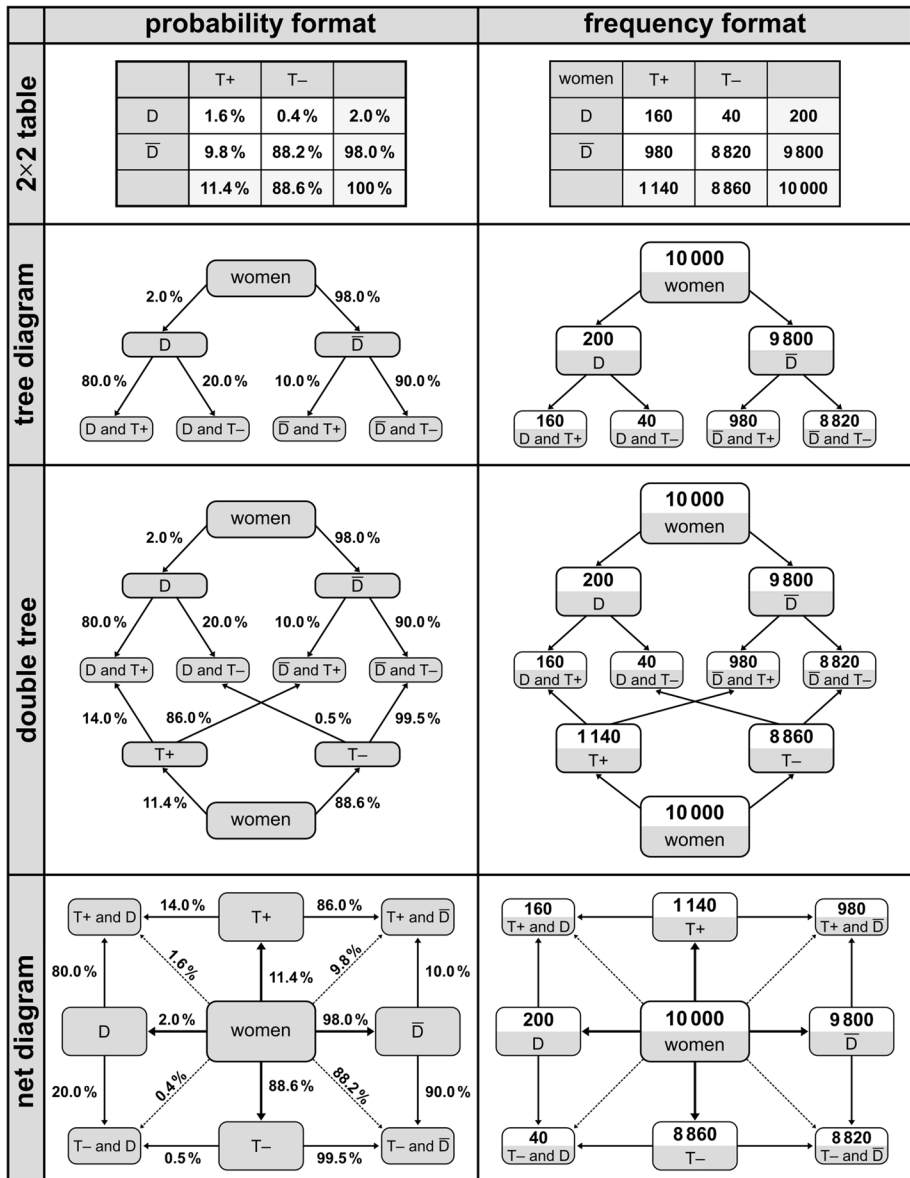 probability format
frequency format
2×2 table
T+ T–
D 1.6 % 0.4 % 2.0 %
D̅ 9.8 % 88.2 % 98.0 %
11.4 % 88.6 % 100 %
women T+ T–
D 160 40 200
D̅ 980 8 820 9 800
1 140 8 860 10 000
tree diagram
women
2.0 % 98.0 %
D D̅
80.0 % 20.0 % 10.0 % 90.0 %
D and T+ D and T– D̅ and T+ D̅ and T–
10 000
women
200 9 800
D D̅
160 40 980 8 820
D and T+ D and T– D̅ and T+ D̅ and T–
double tree
women
2.0 % 98.0 %
D D̅
80.0 % 20.0 % 10.0 % 90.0 %
D and T+ D and T– D̅ and T+ D̅ and T–
14.0 % 86.0 % 0.5 % 99.5 %
T+ T–
11.4 % 88.6 %
women
10 000
women
200 9 800
D D̅
160 40 980 8 820
D and T+ D and T– D̅ and T+ D̅ and T–
1 140 8 860
T+ T–
10 000
women
net diagram
T+ and D 14.0 % T+ 86.0 % T+ and D̅
80.0 % 1.6 % 11.4 % 9.8 % 10.0 %
D 2.0 % women 98.0 % D̅
20.0 % 0.4 % 88.6 % 88.2 % 90.0 %
T– and D 0.5 % T– 99.5 % T– and D̅
160 1 140 980
T+ and D T+ T+ and D̅
200 10 000 9 800
D women D̅
40 8 860 8 820
T– and D T– T– and D̅